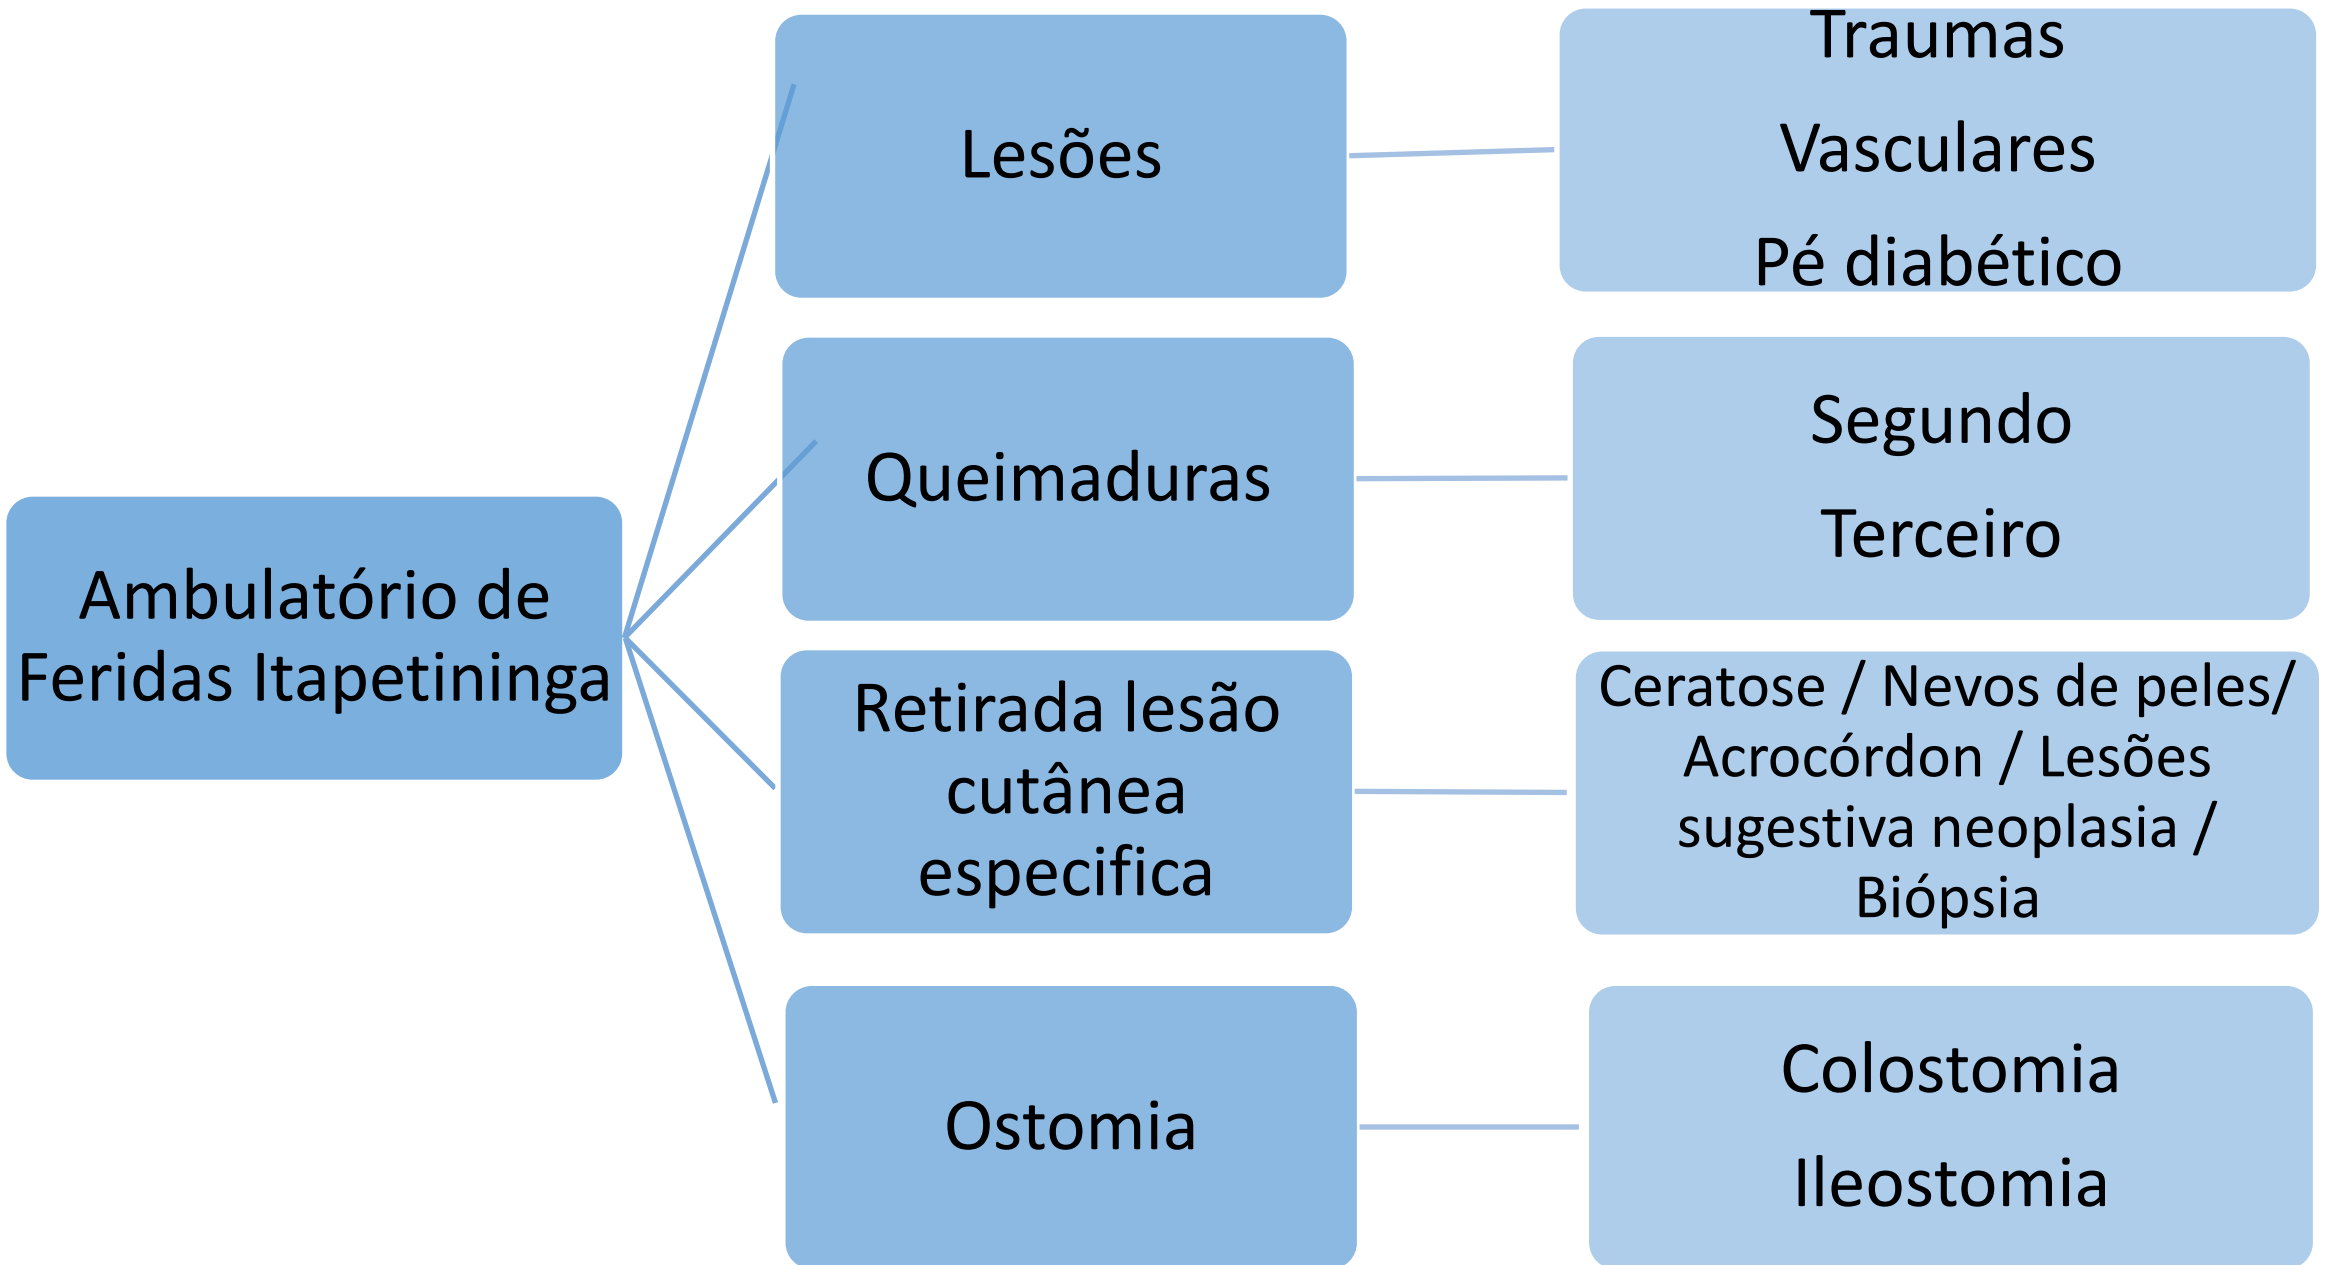 Ambulatório de
Feridas Itapetininga
Lesões
Traumas
Vasculares
Pé diabético
Queimaduras
Segundo
Terceiro
Retirada lesão
cutânea
especifica
Ceratose / Nevos de peles/
Acrocórdon / Lesões
sugestiva neoplasia /
Biópsia
Ostomia
Colostomia
Ileostomia